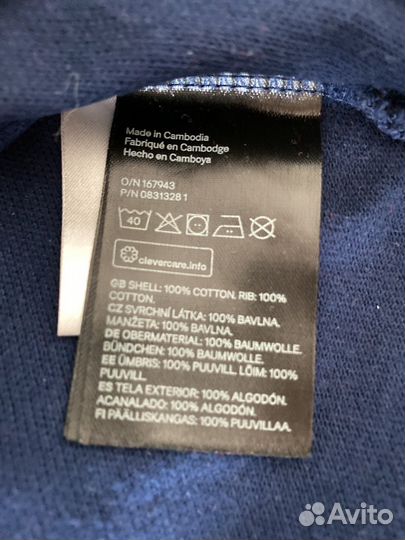 Made in Cambodia
Fabriqué en Cambodge
Hecho en Camboya
O/N 167943
P/N 08313281
40
clevercare.info
GB SHELL: 100% COTTON. RIB: 100%
COTTON.
CZ SVRCHNÍ LÁTKA: 100% BAVLNA.
MANŽETA: 100% BAVLNA.
DE OBERMATERIAL: 100% BAUMWOLLE.
BÜNDCHEN: 100% BAUMWOLLE.
EE ÜMBRIS: 100% PUUVILL. LÕIM: 100%
PUUVILL.
ES TELA EXTERIOR: 100% ALGODÓN.
ACANALADO: 100% ALGODÓN.
FI PÄÄLLISKANGAS: 100% PUUVILLAA.
Avito